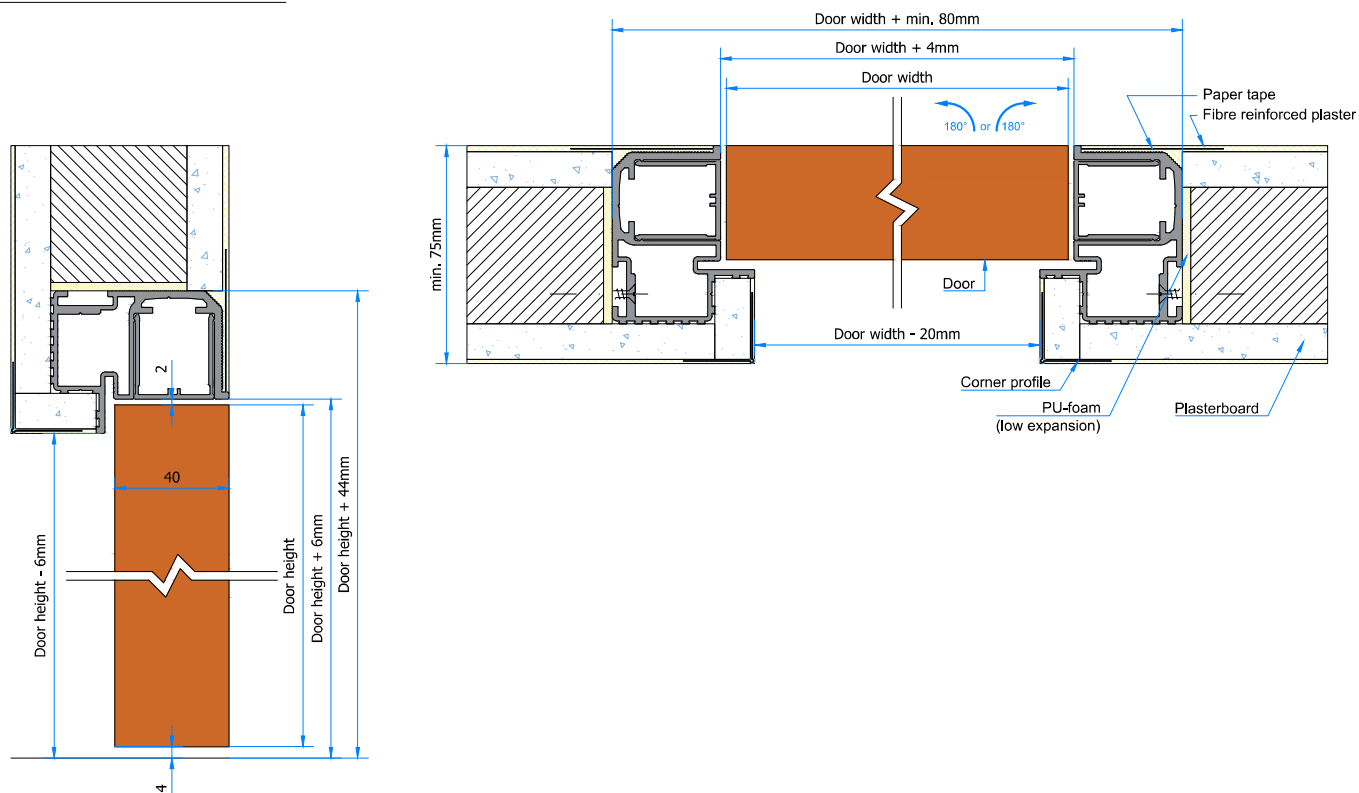 Door width + min. 80mm
Door width + 4mm
Door width
180° or 180°
Paper tape
Fibre reinforced plaster
min. 75mm
Door
Door width - 20mm
Corner profile
PU-foam
(low expansion)
Plasterboard
2
40
Door height - 6mm
Door height
Door height + 6mm
Door height + 44mm
4